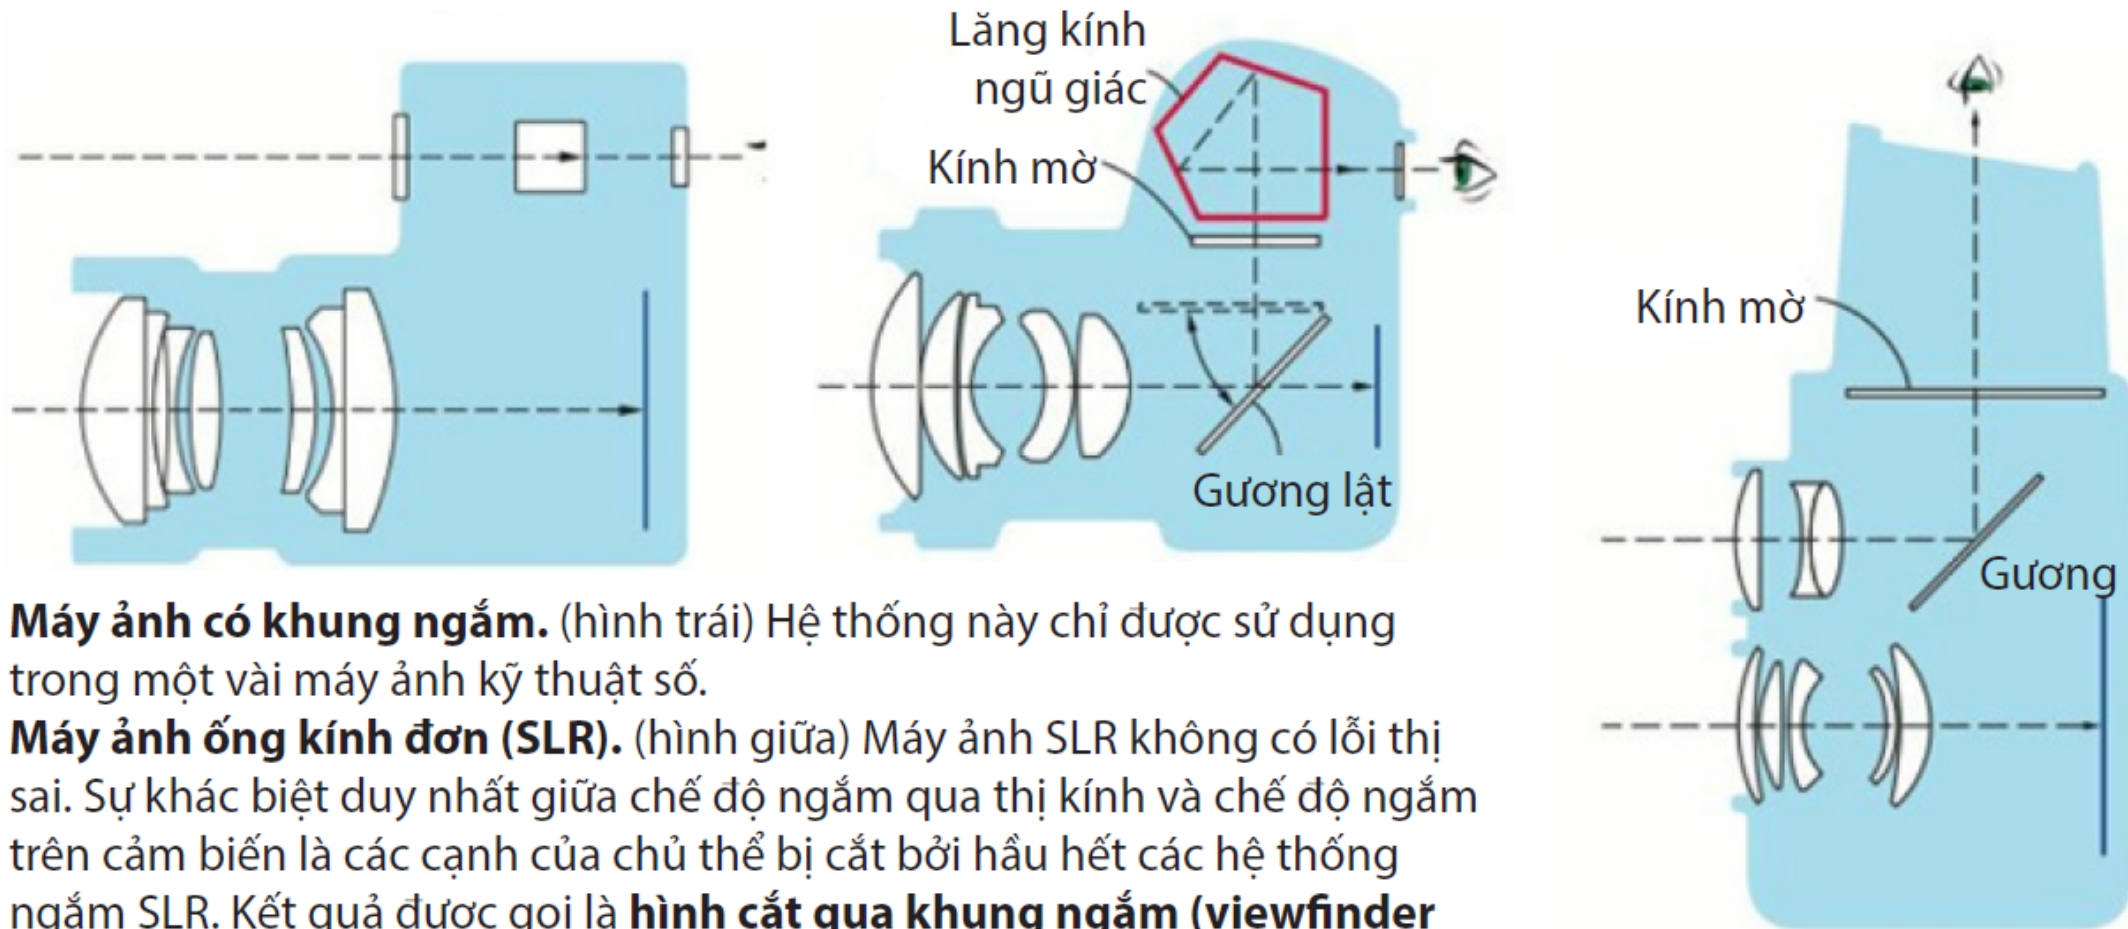 Lăng kính
ngũ giác
Kính mờ
Gương lật
Kính mờ
Gương
Máy ảnh có khung ngắm. (hình trái) Hệ thống này chỉ được sử dụng
trong một vài máy ảnh kỹ thuật số.
Máy ảnh ống kính đơn (SLR). (hình giữa) Máy ảnh SLR không có lỗi thị
sai. Sự khác biệt duy nhất giữa chế độ ngắm qua thị kính và chế độ ngắm
trên cảm biến là các cạnh của chủ thể bị cắt bởi hầu hết các hệ thống
ngắm SLR. Kết quả được gọi là hình cắt qua khung ngắm (viewfinder